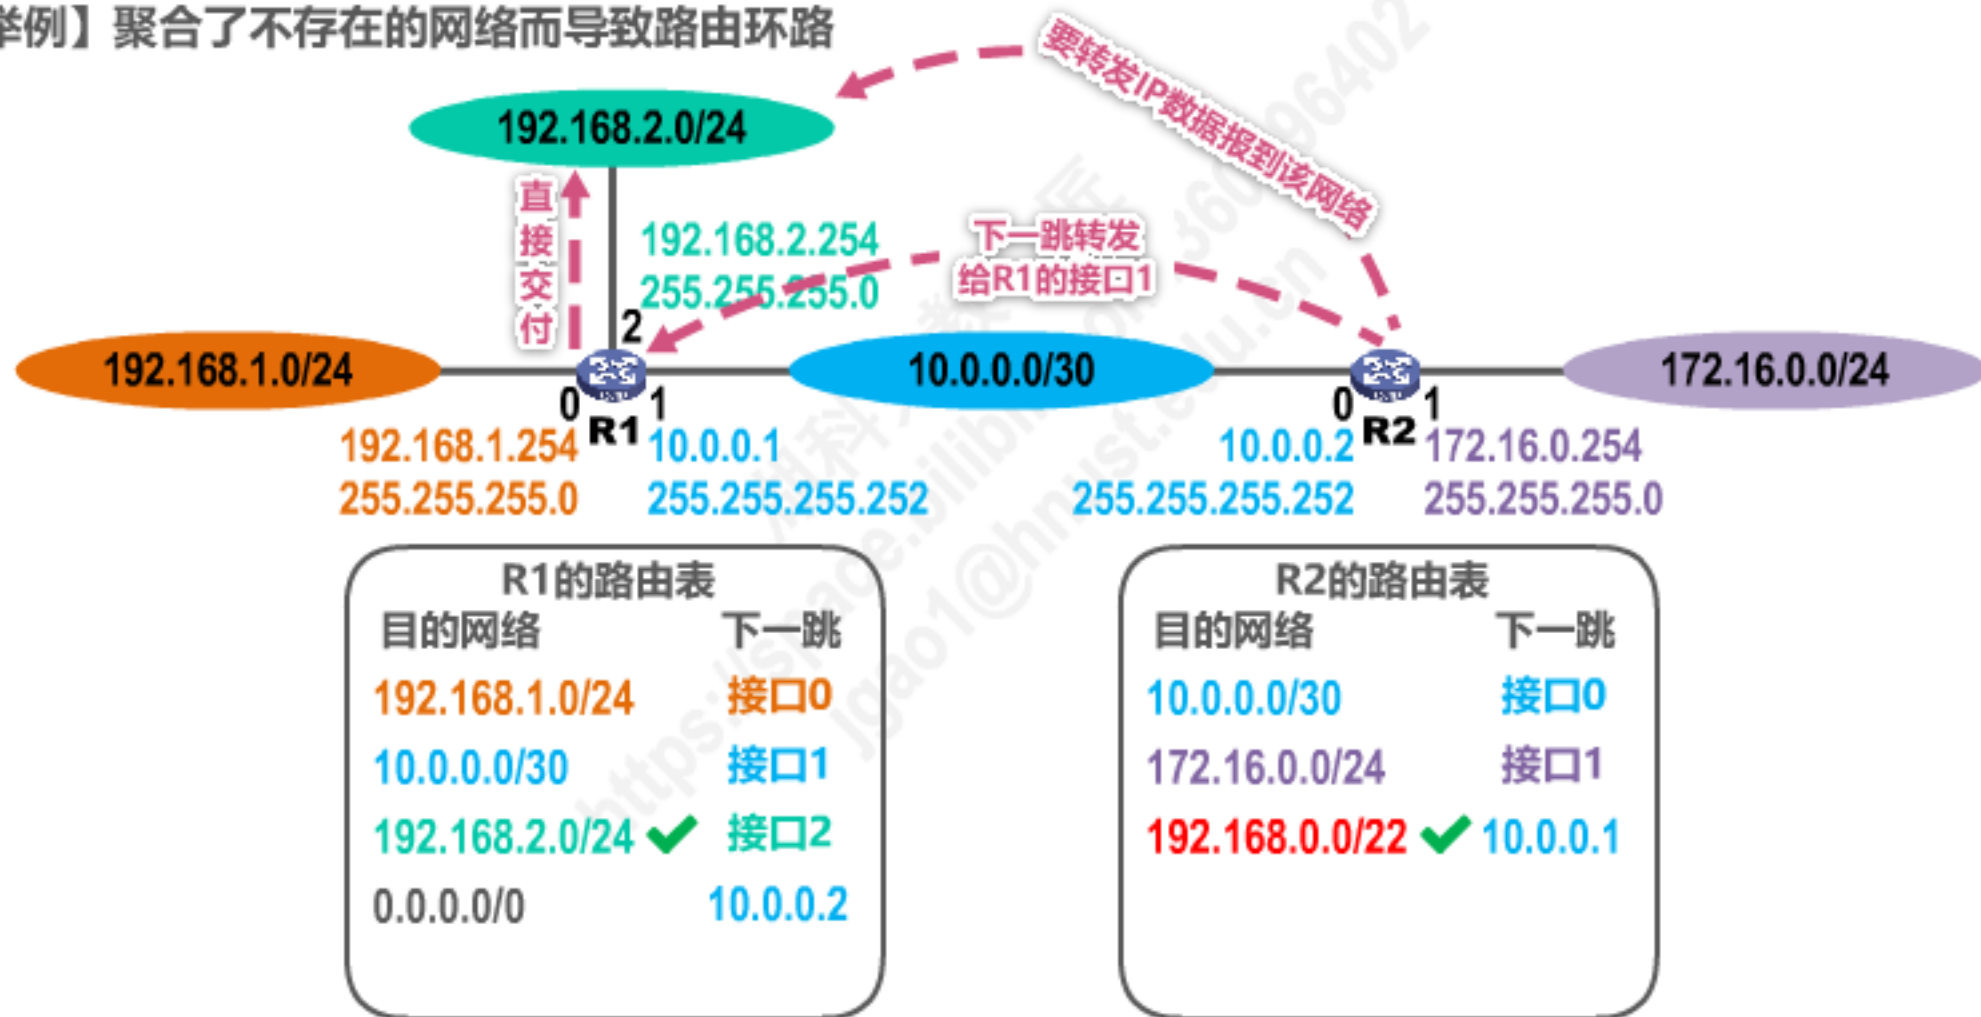 举例】聚合了不存在的网络而导致路由环路
要转发IP数据报到该网络
192.168.2.0/24
直接交付
192.168.2.254
255.255.255.0
下一跳转发
给R1的接口1
2
192.168.1.0/24
10.0.0.0/30
172.16.0.0/24
0
R1
1
0
R2
1
192.168.1.254
255.255.255.0
10.0.0.1
255.255.255.252
10.0.0.2
255.255.255.252
172.16.0.254
255.255.255.0
R1的路由表
目的网络 下一跳
192.168.1.0/24 接口0
10.0.0.0/30 接口1
192.168.2.0/24 接口2
0.0.0.0/0 10.0.0.2
R2的路由表
目的网络 下一跳
10.0.0.0/30 接口0
172.16.0.0/24 接口1
192.168.0.0/22 10.0.0.1